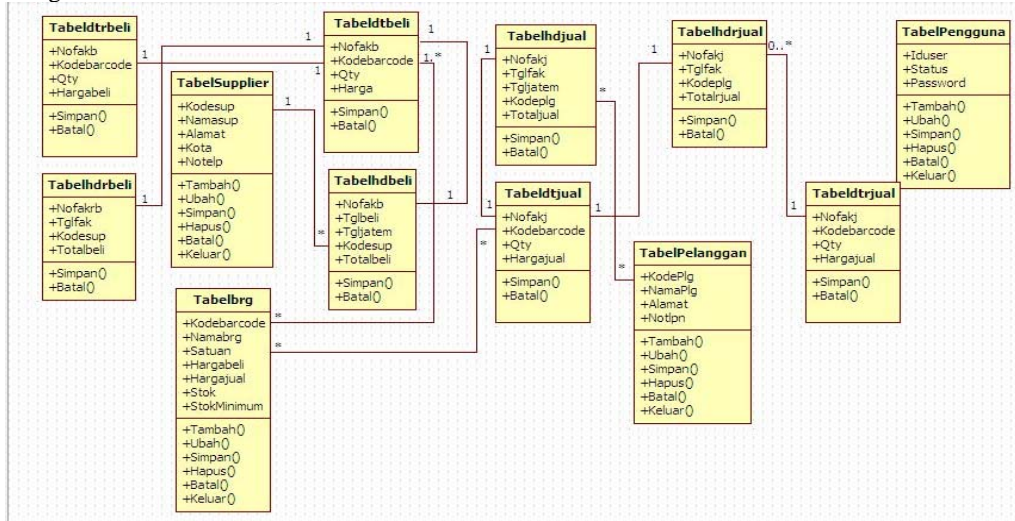 Tabeldtrbeli
+Nofakb
+Kodebarcode
+Qty
+Hargabeli
+Simpan()
+Batal()
1
1
TabelSupplier
+Kodesup
+Namasup
+Alamat
+Kota
+Notelp
+Tambah()
+Ubah()
+Simpan()
+Hapus()
+Batal()
+Keluar()
1
*
Tabeldtbeli
+Nofakb
+Kodebarcode
+Qty
+Harga
+Simpan()
+Batal()
1
1
1..*
Tabelhdrbeli
+Nofakrb
+Tglfak
+Kodesup
+Totalbeli
+Simpan()
+Batal()
1
Tabelhdbeli
+Nofakb
+Tglbeli
+Tgljatem
+Kodesup
+Totalbeli
+Simpan()
+Batal()
1
Tabelbrg
+Kodebarcode
+Namabrg
+Satuan
+Hargabeli
+Hargajual
+Stok
+StokMinimum
+Tambah()
+Ubah()
+Simpan()
+Hapus()
+Batal()
+Keluar()
*
*
Tabelhdjual
+Nofakj
+Tglfak
+Tgljatem
+Kodeplg
+Totaljual
+Simpan()
+Batal()
1
*
Tabeldtjual
+Nofakj
+Kodebarcode
+Qty
+Hargajual
+Simpan()
+Batal()
1
*
1
Tabelhdrjual
+Nofakj
+Tglfak
+Kodeplg
+Totalrjual
+Simpan()
+Batal()
1
0..*
TabelPelanggan
+KodePlg
+NamaPlg
+Alamat
+Notlpn
+Tambah()
+Ubah()
+Simpan()
+Hapus()
+Batal()
+Keluar()
*
TabelPengguna
+Iduser
+Status
+Password
+Tambah()
+Ubah()
+Simpan()
+Hapus()
+Batal()
+Keluar()
Tabeldtrjual
+Nofakj
+Kodebarcode
+Qty
+Hargajual
+Simpan()
+Batal()
1